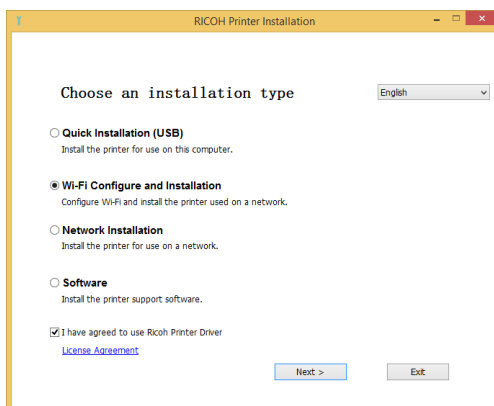 RICOH Printer Installation
Choose an installation type
English
Quick Installation (USB)
Install the printer for use on this computer.
Wi-Fi Configure and Installation
Configure Wi-Fi and install the printer used on a network.
Network Installation
Install the printer for use on a network.
Software
Install the printer support software.
I have agreed to use Ricoh Printer Driver
License Agreement
Next >
Exit